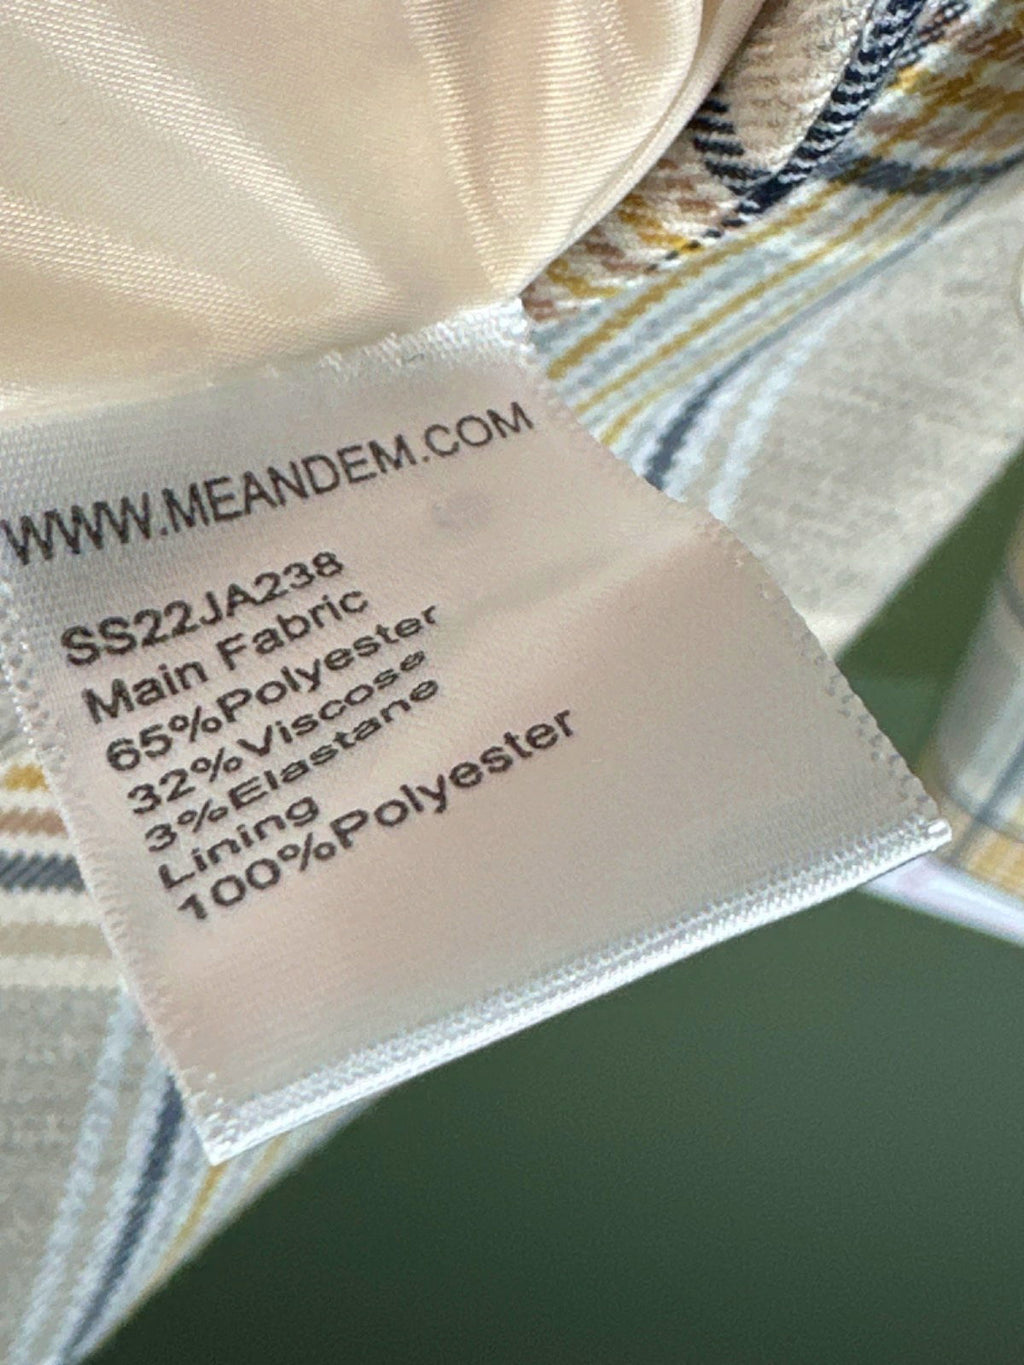 WWW.MEANDEM.COM
SS22JA238
Main Fabric
65%Polyester
32%Viscose
3%Elastane
Lining
100%Polyester